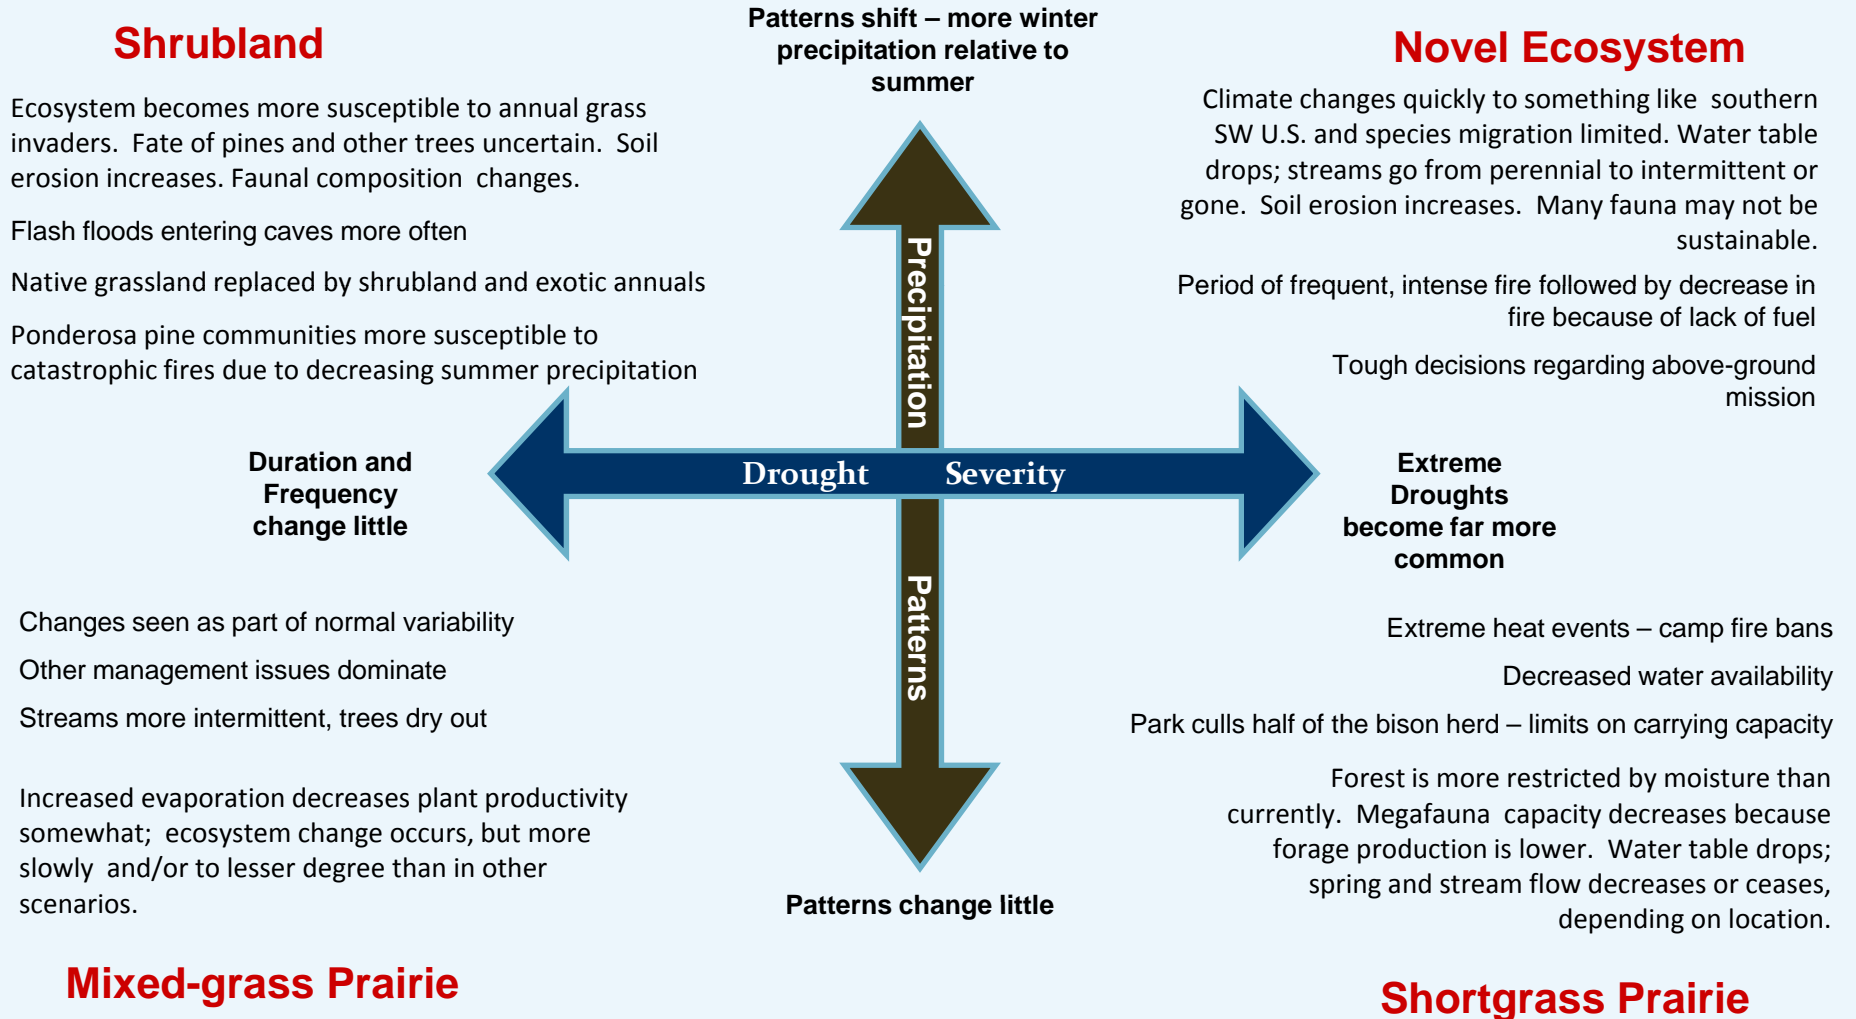 Shrubland
Ecosystem becomes more susceptible to annual grass
invaders. Fate of pines and other trees uncertain. Soil
erosion increases. Faunal composition changes.
Flash floods entering caves more often
Native grassland replaced by shrubland and exotic annuals
Ponderosa pine communities more susceptible to
catastrophic fires due to decreasing summer precipitation
Patterns shift – more winter
precipitation relative to
summer
Novel Ecosystem
Climate changes quickly to something like southern
SW U.S. and species migration limited. Water table
drops; streams go from perennial to intermittent or
gone. Soil erosion increases. Many fauna may not be
sustainable.
Period of frequent, intense fire followed by decrease in
fire because of lack of fuel
Tough decisions regarding above-ground
mission
Precipitation
Duration and
Frequency
change little
Drought Severity
Extreme
Droughts
become far more
common
Patterns
Changes seen as part of normal variability
Other management issues dominate
Streams more intermittent, trees dry out
Increased evaporation decreases plant productivity
somewhat; ecosystem change occurs, but more
slowly and/or to lesser degree than in other
scenarios.
Mixed-grass Prairie
Patterns change little
Extreme heat events – camp fire bans
Decreased water availability
Park culls half of the bison herd – limits on carrying capacity
Forest is more restricted by moisture than
currently. Megafauna capacity decreases because
forage production is lower. Water table drops;
spring and stream flow decreases or ceases,
depending on location.
Shortgrass Prairie